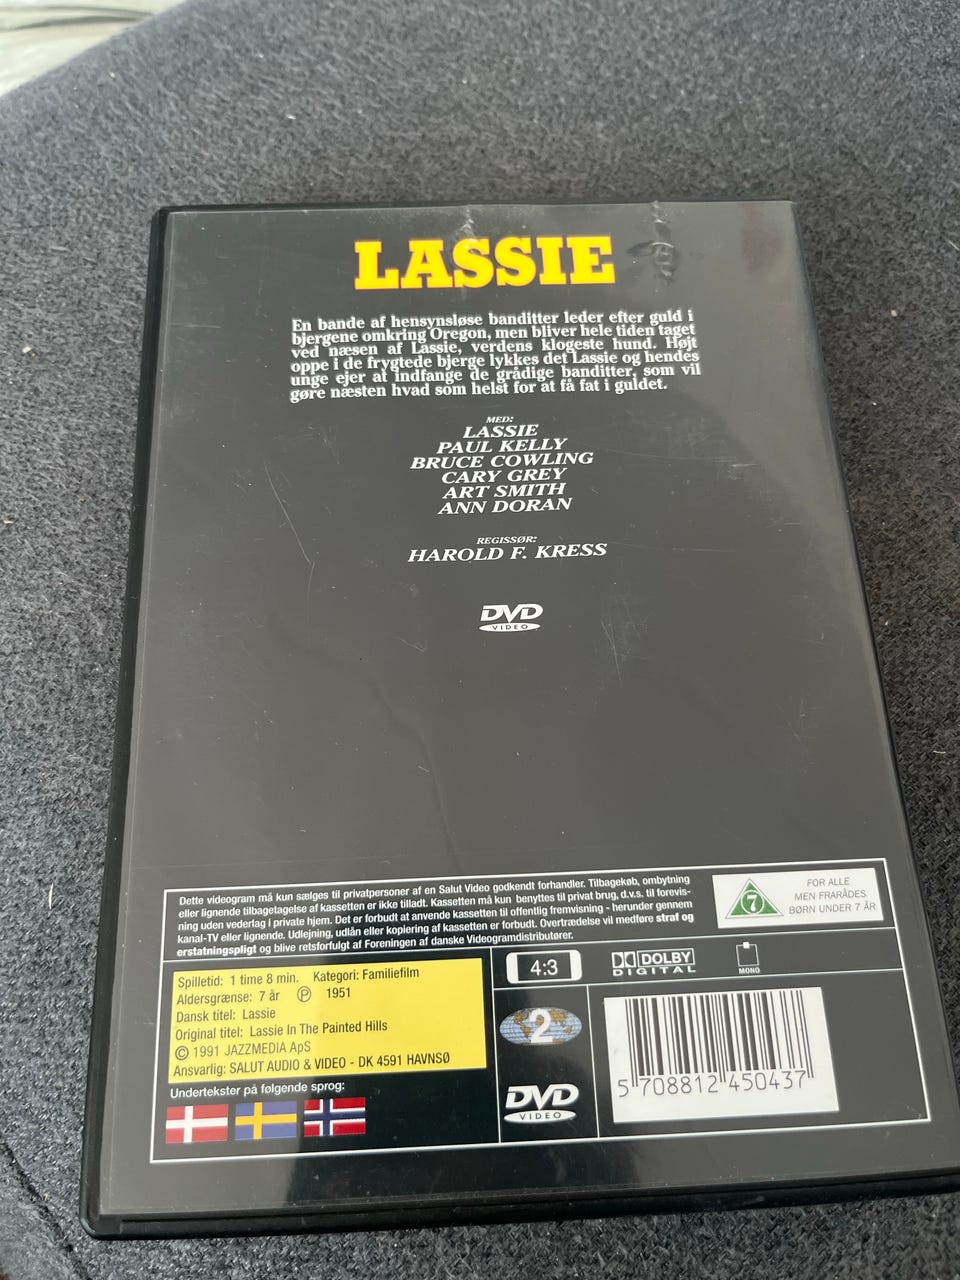 LASSIE
En bande af hensynsløse banditter leder efter guld i
bjergene omkring Oregon, men bliver hele tiden taget
ved næsen af Lassie, verdens klogeste hund. Højt
oppe i de frygtede bjerge lykkes det Lassie og hendes
unge ejer at indfange de grådige banditter, som vil
gøre næsten hvad som helst for at få fat i guldet.
MED:
LASSIE
PAUL KELLY
BRUCE COWLING
CARY GREY
ART SMITH
ANN DORAN
REGISSØR:
HAROLD F. KRESS
DVD
VIDEO
Dette videogram må kun sælges til privatpersoner af en Salut Video godkendt forhandler. Tilbagekøb, ombytning
eller lignende tilbagetagelse af kassetten er ikke tilladt. Kassetten må kun benyttes til privat brug, d.v.s. til forevis-
ning uden vederlag i private hjem. Det er forbudt at anvende kassetten til offentlig fremvisning - herunder gennem
kanal-TV eller lignende. Udlejning, udlån eller kopiering af kassetten er forbudt. Overtrædelse vil medføre straf og
erstatningspligt og blive retsforfulgt af Foreningen af danske Videogramdistributører.
7
FOR ALLE
MEN FRARÅDES
BØRN UNDER 7 ÅR
Spilletid: 1 time 8 min. Kategori: Familiefilm
Aldersgrænse: 7 år Ⓟ 1951
Dansk titel: Lassie
Original titel: Lassie In The Painted Hills
© 1991 JAZZMEDIA ApS
Ansvarlig: SALUT AUDIO & VIDEO - DK 4591 HAVNSØ
Undertekster på følgende sprog:
4:3
DOLBY
DIGITAL
MONO
2
DVD
VIDEO
5 708812 450437